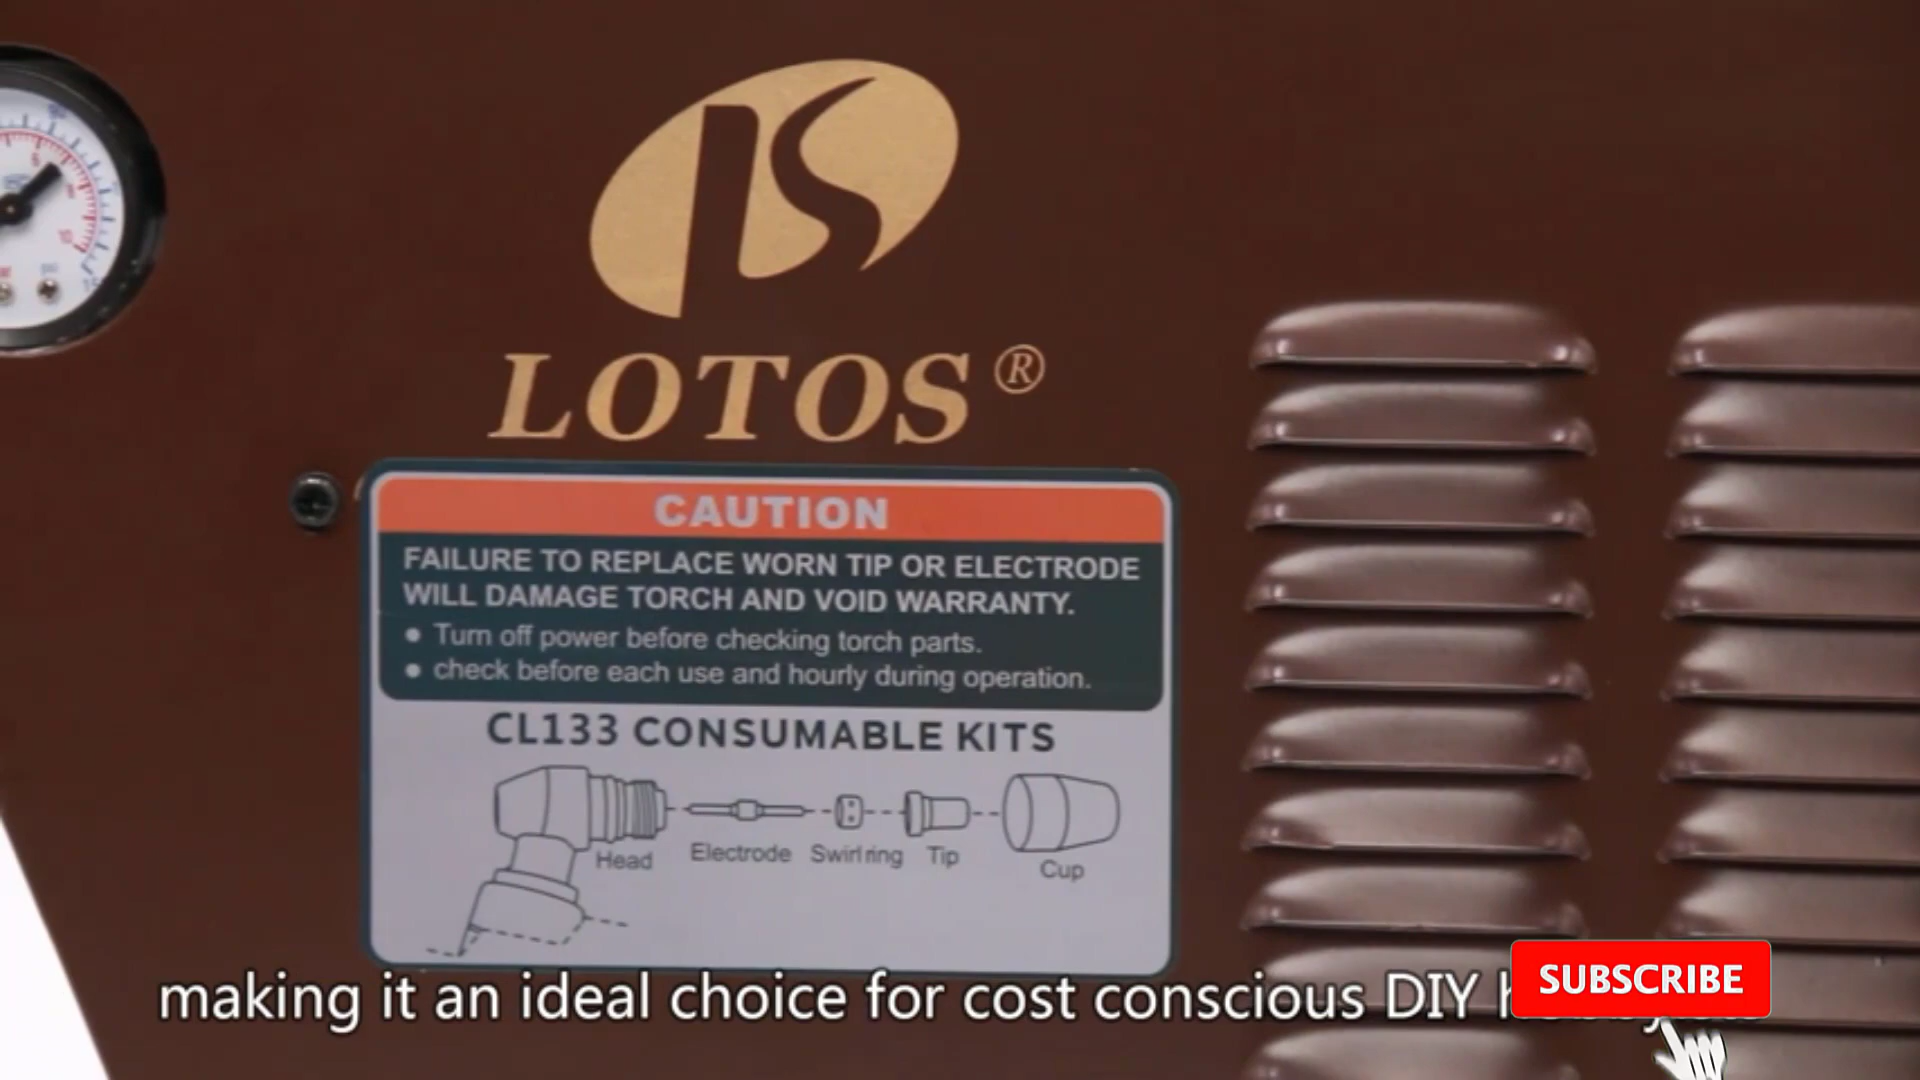 LOTOS®
CAUTION
FAILURE TO REPLACE WORN TIP OR ELECTRODE
WILL DAMAGE TORCH AND VOID WARRANTY.
● Turn off power before checking torch parts.
● check before each use and hourly during operation.
CL133 CONSUMABLE KITS
Head
Electrode
Swirl ring
Tip
Cup
making it an ideal choice for cost conscious DIY
SUBSCRIBE